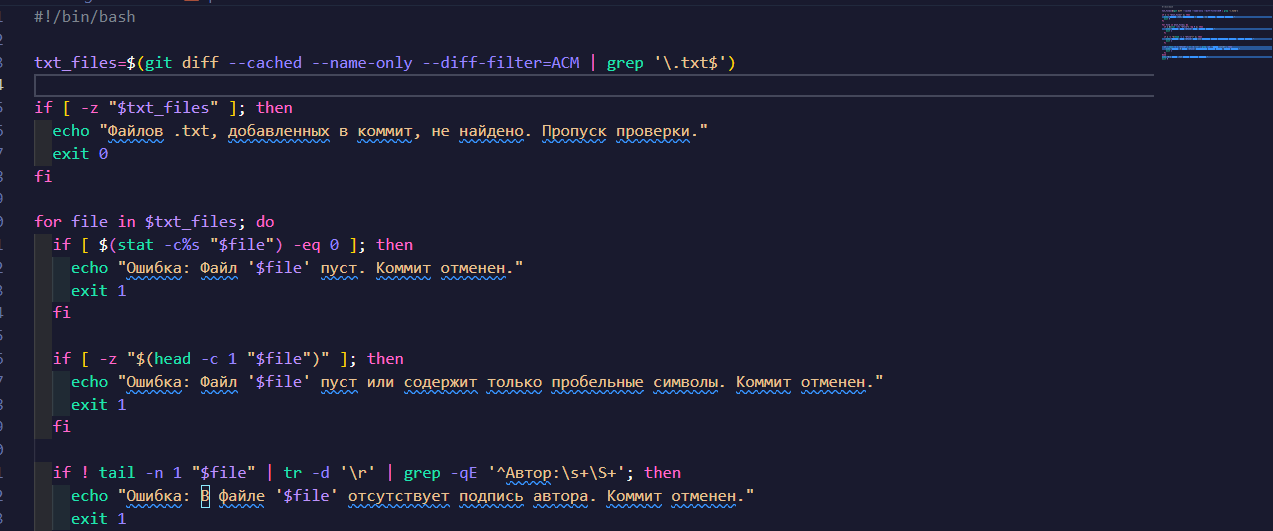 #!/bin/bash
txt_files=$(git diff --cached --name-only --diff-filter=ACM | grep '\.txt$')
if [ -z "$txt_files" ]; then
echo "Файлов .txt, добавленных в коммит, не найдено. Пропуск проверки."
exit 0
fi
for file in $txt_files; do
if [ $(stat -c%s "$file") -eq 0 ]; then
echo "Ошибка: Файл '$file' пуст. Коммит отменен."
exit 1
fi
if [ -z "$(head -c 1 "$file")" ]; then
echo "Ошибка: Файл '$file' пуст или содержит только пробельные символы. Коммит отменен."
exit 1
fi
if ! tail -n 1 "$file" | tr -d '\r' | grep -qE '^Автор:\s+\S+'; then
echo "Ошибка: В файле '$file' отсутствует подпись автора. Коммит отменен."
exit 1